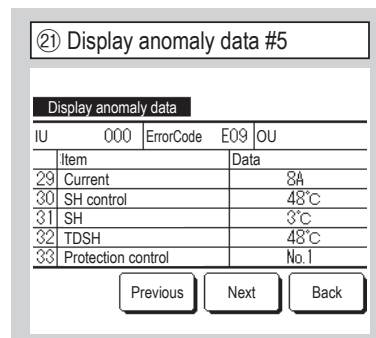 ㉑ Display anomaly data #5
Display anomaly data
IU 000 ErrorCode E09 OU
Item Data
29 Current 8A
30 SH control 48°C
31 SH 3°C
32 TDSH 48°C
33 Protection control No.1
Previous Next Back